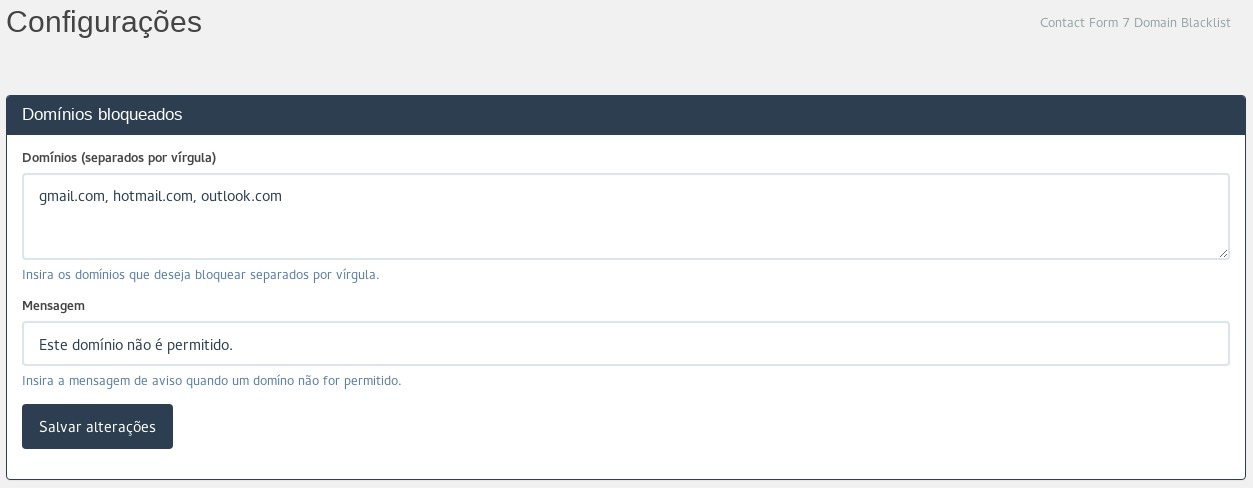 Configurações
Contact Form 7 Domain Blacklist
Domínios bloqueados
Domínios (separados por vírgula)
gmail.com, hotmail.com, outlook.com
Insira os domínios que deseja bloquear separados por vírgula.
Mensagem
Este domínio não é permitido.
Insira a mensagem de aviso quando um domíno não for permitido.
Salvar alterações